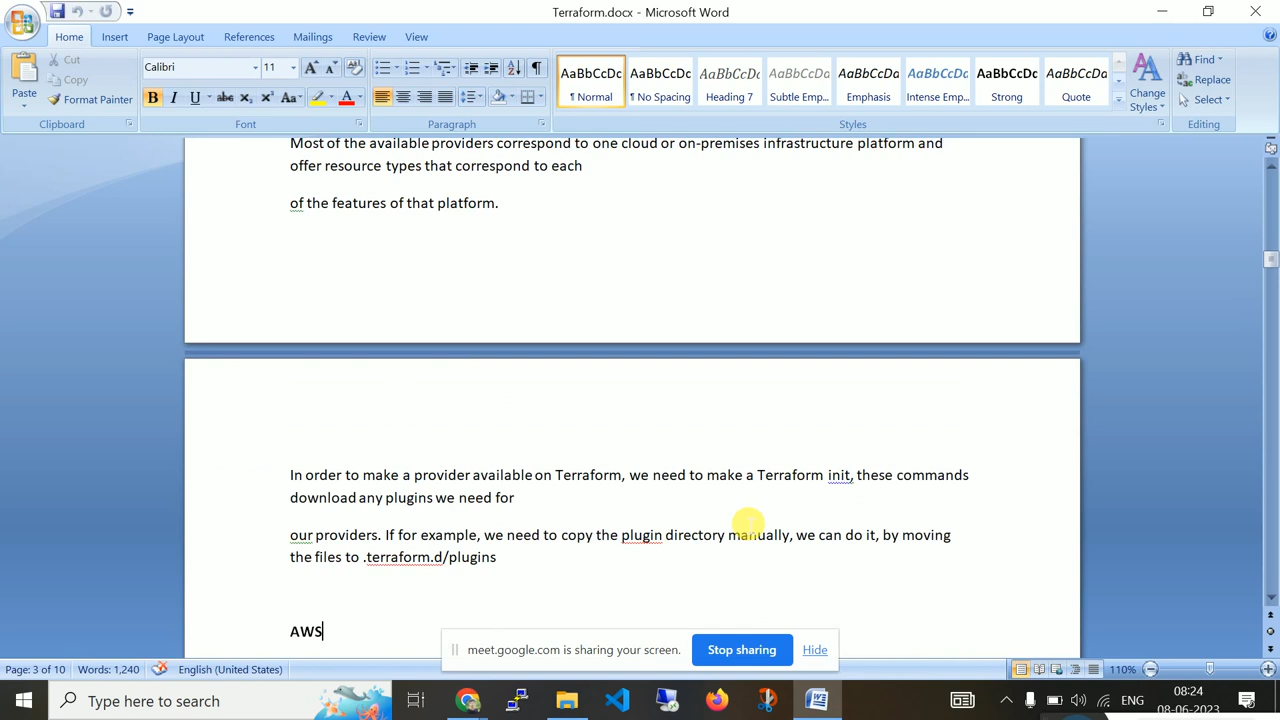 Terraform.docx - Microsoft Word
Home Insert Page Layout References Mailings Review View
Paste
Cut
Copy
Format Painter
Clipboard
Calibri 11
Font
Paragraph
AaBbCcDc AaBbCcDc AaBbCcDc AaBbCcDc AaBbCcDa AaBbCcDc AaBbCcDc AaBbCcDc
¶ Normal ¶ No Spacing Heading 7 Subtle Emp... Emphasis Intense Emp... Strong Quote
Styles
Change Styles
Find
Replace
Select
Editing
Most of the available providers correspond to one cloud or on-premises infrastructure platform and
offer resource types that correspond to each
of the features of that platform.
In order to make a provider available on Terraform, we need to make a Terraform init, these commands
download any plugins we need for
our providers. If for example, we need to copy the plugin directory manually, we can do it, by moving
the files to .terraform.d/plugins
AWS
meet.google.com is sharing your screen. Stop sharing Hide
Page: 3 of 10 Words: 1,240 English (United States) 110%
Type here to search
ENG
08:24
08-06-2023